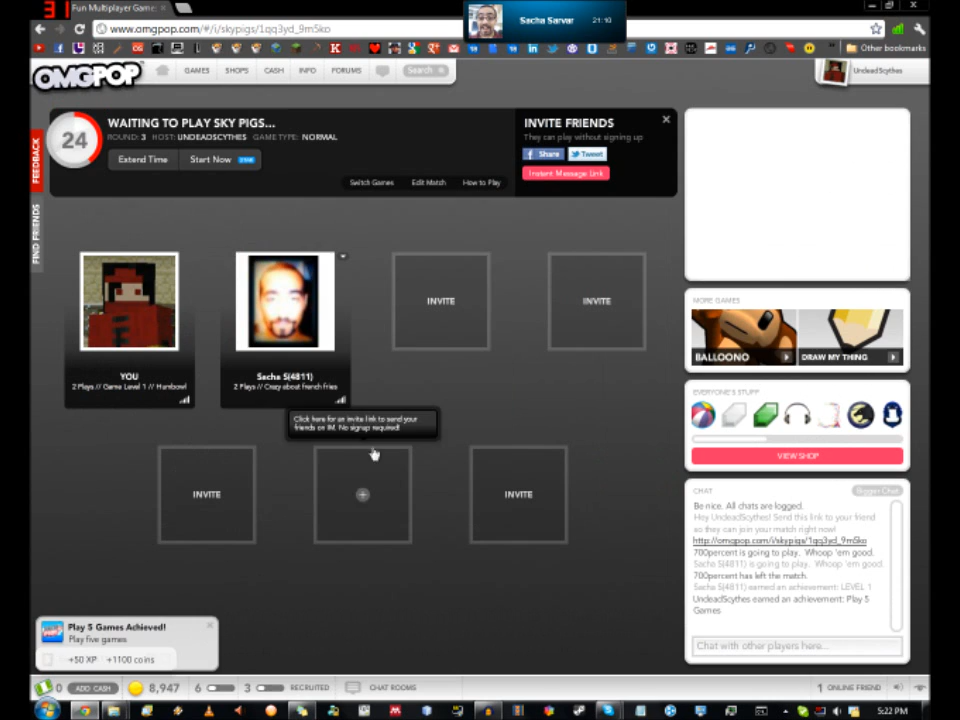 Fun Multiplayer Game:
Sacha Sarvar
21:10
www.omgpop.com/#/i/skypigs/1qq3yd_9m5ko
Other bookmarks
OMGPOP
GAMES
SHOPS
CASH
INFO
FORUMS
Search
UndeadScythes
24
WAITING TO PLAY SKY PIGS...
ROUND: 3 HOST: UNDEADSCYTHES GAME TYPE: NORMAL
Extend Time
Start Now
Switch Games
Edit Match
How to Play
INVITE FRIENDS
They can play without signing up
Share
Tweet
Instant Message Link
FEEDBACK
FIND FRIENDS
INVITE
INVITE
YOU
2 Plays // Game Level 1 // Humbowl
Sacha S(4811)
2 Plays // Crazy about french fries
Click here for an invite link to send your
friends on IM. No signup required!
INVITE
INVITE
MORE GAMES
BALLOONO
DRAW MY THING
EVERYONE'S STUFF
VIEW SHOP
CHAT
Bigger Chat
Be nice. All chats are logged.
Hey UndeadScythes! Send this link to your friend
so they can join your match right now!
http://omgpop.com/i/skypigs/1qq3yd_9m5ko
700percent is going to play. Whoop 'em good.
Sacha S(4811) is going to play. Whoop 'em good.
700percent has left the match.
Sacha S(4811) earned an achievement: LEVEL 1
UndeadScythes earned an achievement: Play 5
Games
Chat with other players here...
Play 5 Games Achieved!
Play five games
+50 XP +1100 coins
0
ADD CASH
8,947
6
3
RECRUITED
CHAT ROOMS
1 ONLINE FRIEND
5:22 PM